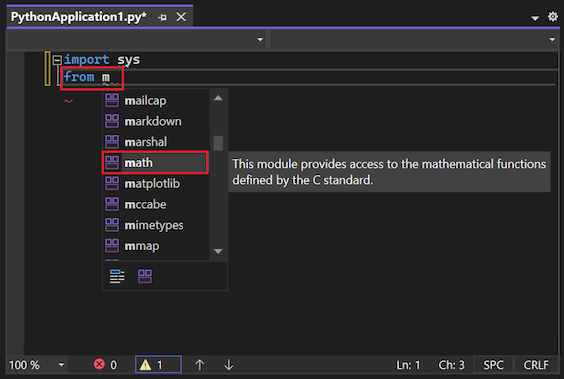 PythonApplication1.py*
import sys
from m
mailcap
markdown
marshal
math
This module provides access to the mathematical functions
defined by the C standard.
matplotlib
mccabe
mimetypes
mmap
100 %
0
1
Ln: 1
Ch: 3
SPC
CRLF